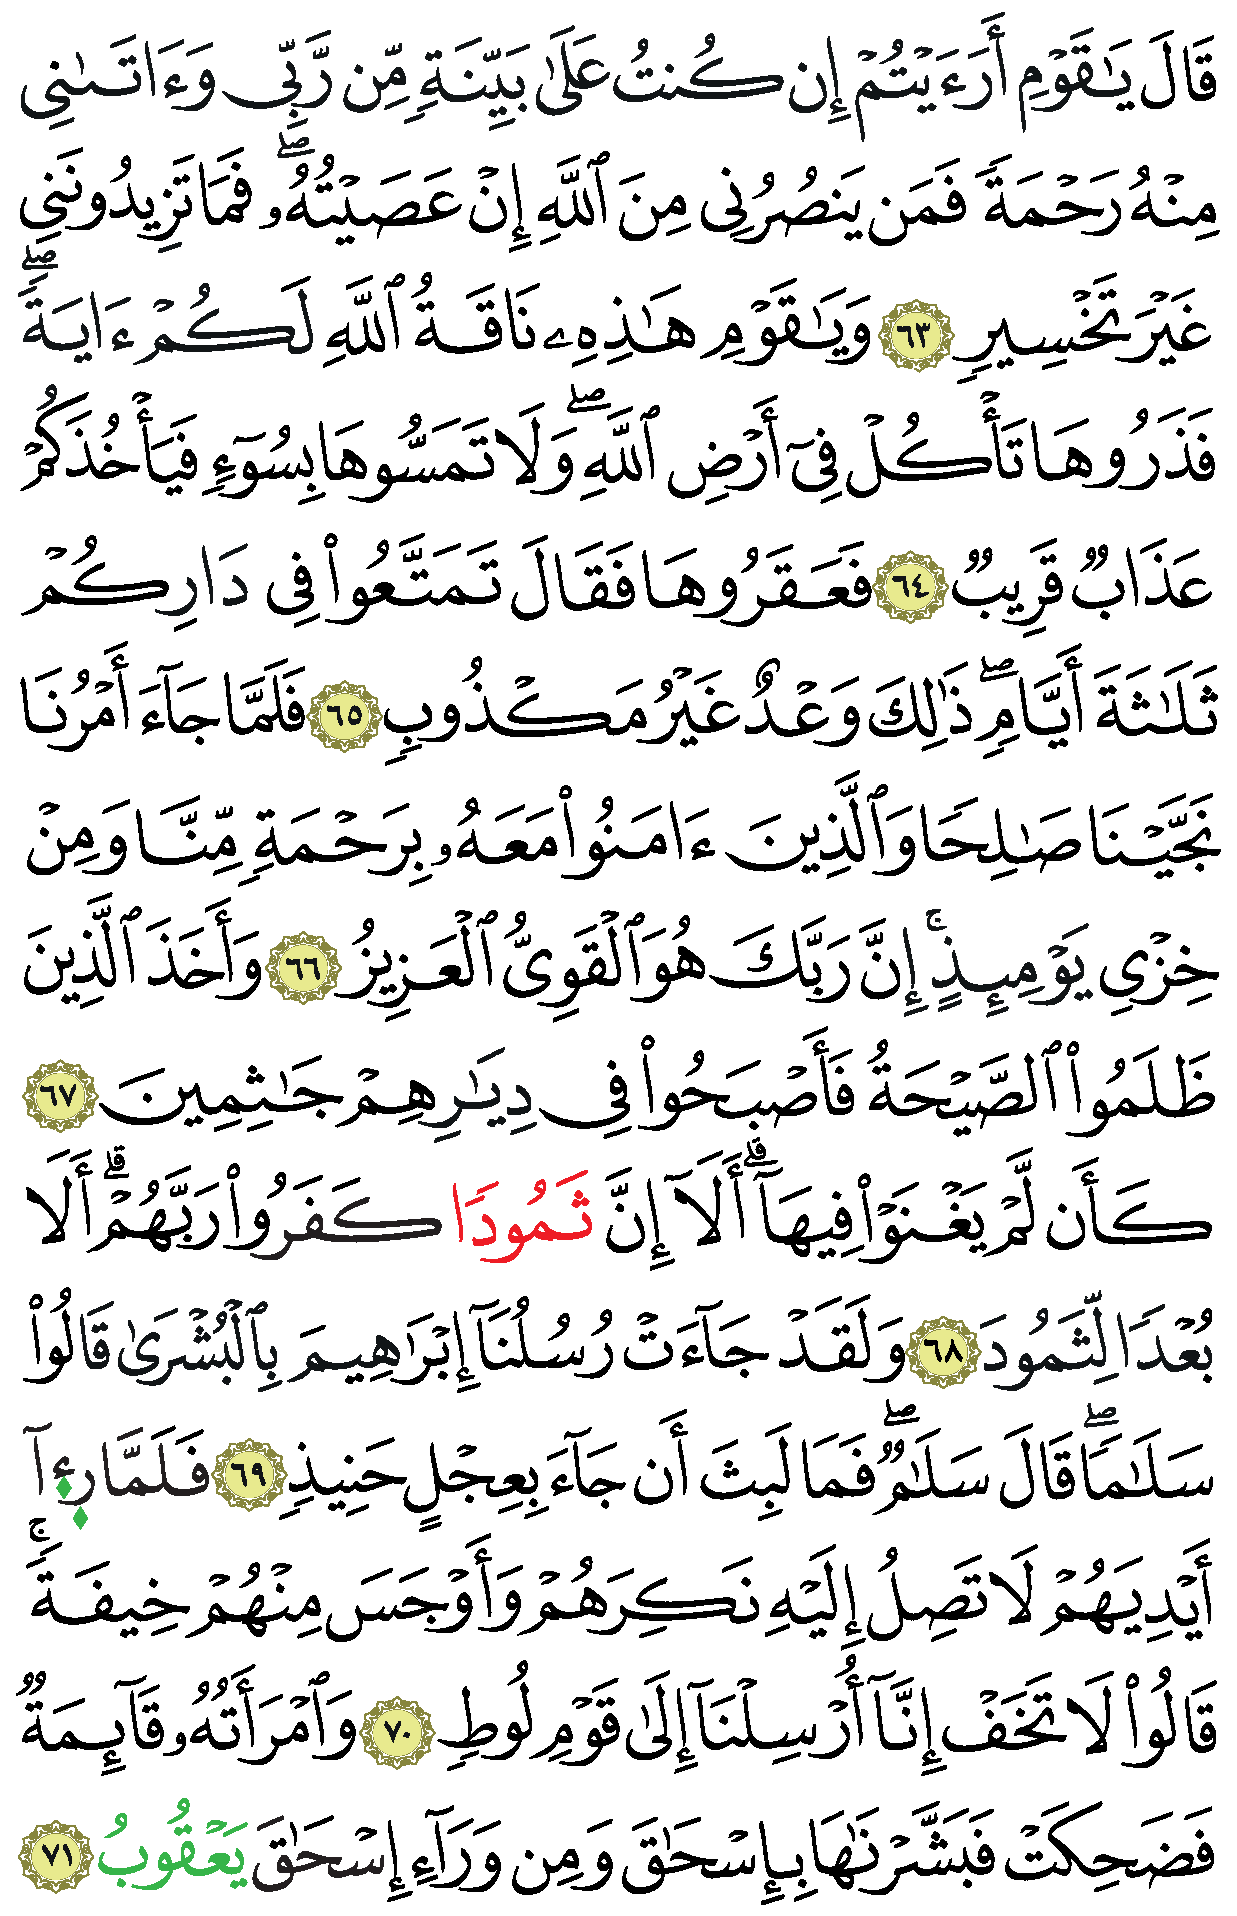 قَالَ يَـٰقَوْمِ أَرَءَيْتُمْ إِن كُنتُ عَلَىٰ بَيِّنَةٍ مِّن رَّبِّى وَءَاتَىٰنِى
مِنْهُ رَحْمَةً فَمَن يَنصُرُنِى مِنَ ٱللَّهِ إِنْ عَصَيْتُهُۥ ۖ فَمَا تَزِيدُونَنِى
غَيْرَ تَخْسِيرٍ ٦٣ وَيَـٰقَوْمِ هَـٰذِهِۦ نَاقَةُ ٱللَّهِ لَكُمْ ءَايَةً ۖ
فَذَرُوهَا تَأْكُلْ فِىٓ أَرْضِ ٱللَّهِ ۖ وَلَا تَمَسُّوهَا بِسُوٓءٍ فَيَأْخُذَكُمْ
عَذَابٌ قَرِيبٌ ٦٤ فَعَقَرُوهَا فَقَالَ تَمَتَّعُوا۟ فِى دَارِكُمْ
ثَلَـٰثَةَ أَيَّامٍ ۖ ذَٰلِكَ وَعْدٌ غَيْرُ مَكْذُوبٍ ٦٥ فَلَمَّا جَآءَ أَمْرُنَا
نَجَّيْنَا صَـٰلِحًا وَٱلَّذِينَ ءَامَنُوا۟ مَعَهُۥ بِرَحْمَةٍ مِّنَّا وَمِنْ
خِزْىِ يَوْمِئِذٍ ۚ إِنَّ رَبَّكَ هُوَ ٱلْقَوِىُّ ٱلْعَزِيزُ ٦٦ وَأَخَذَ ٱلَّذِينَ
ظَلَمُوا۟ ٱلصَّيْحَةُ فَأَصْبَحُوا۟ فِى دِيَـٰرِهِمْ جَـٰثِمِينَ ٦٧
كَأَن لَّمْ يَغْنَوْا۟ فِيهَآ ۗ أَلَآ إِنَّ ثَمُودًا كَفَرُوا۟ رَبَّهُمْ ۗ أَلَا
بُعْدًا لِّثَمُودَ ٦٨ وَلَقَدْ جَآءَتْ رُسُلُنَآ إِبْرَٰهِيمَ بِٱلْبُشْرَىٰ قَالُوا۟
سَلَـٰمًا ۖ قَالَ سَلَـٰمٌ ۖ فَمَا لَبِثَ أَن جَآءَ بِعِجْلٍ حَنِيذٍ ٦٩ فَلَمَّا رِءِآ
أَيْدِيَهُمْ لَا تَصِلُ إِلَيْهِ نَكِرَهُمْ وَأَوْجَسَ مِنْهُمْ خِيفَةً ۚ
قَالُوا۟ لَا تَخَفْ إِنَّآ أُرْسِلْنَآ إِلَىٰ قَوْمِ لُوطٍ ٧٠ وَٱمْرَأَتُهُۥ قَآئِمَةٌ
فَضَحِكَتْ فَبَشَّرْنَـٰهَا بِإِسْحَـٰقَ وَمِن وَرَآءِ إِسْحَـٰقَ يَعْقُوبُ ٧١